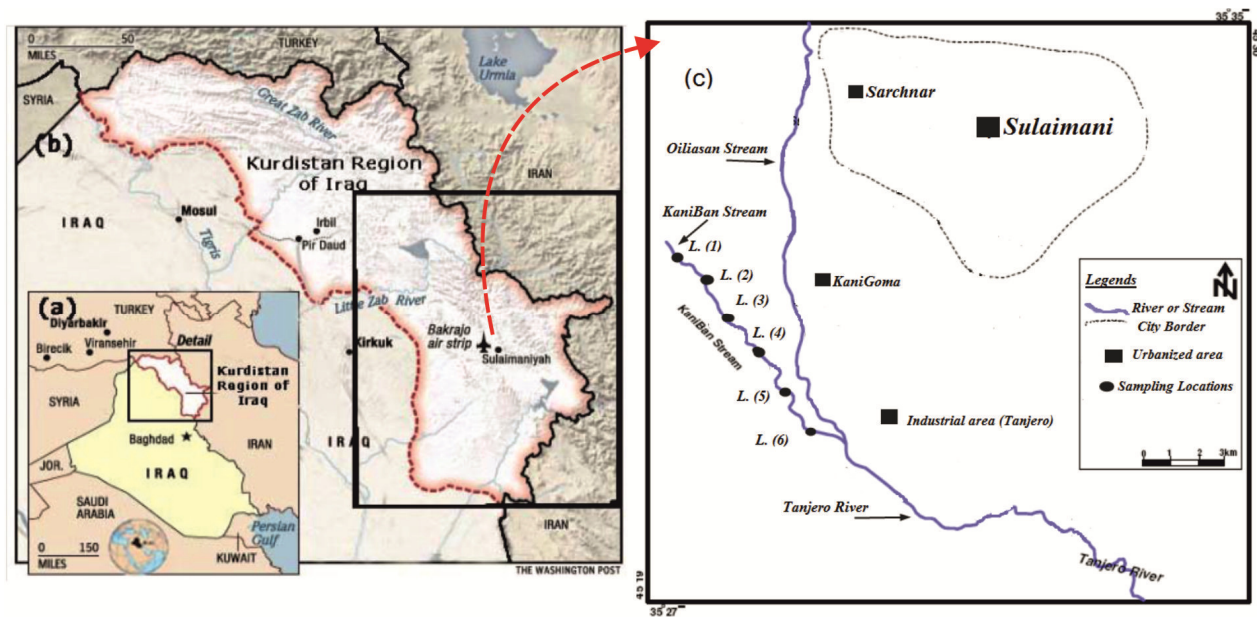 (b)
0 50
MILES
TURKEY
SYRIA
Lake
Urmia
Great Zab River
Kurdistan Region
of Iraq
IRAN
IRAQ
Mosul
Tigris
Irbil
Pir Daud
Little Zab River
Bakrajo
air strip
Sulaimaniyah
Kirkuk
IRAQ
IRAN
THE WASHINGTON POST
(a)
TURKEY
Diyarbakir
Birecik
Viransehir
Detail
Kurdistan
Region of
Iraq
SYRIA
Baghdad
IRAN
JOR.
IRAQ
SAUDI
ARABIA
Persian
Gulf
KUWAIT
0 150
MILES
35 35
(c)
Sarchnar
Sulaimani
Oiliasan Stream
KaniBan Stream
L. (1)
L. (2)
L. (3)
L. (4)
L. (5)
L. (6)
KaniBan Stream
KaniGoma
Industrial area (Tanjero)
Tanjero River
Tanjero River
Legends
N
River or Stream
City Border
Urbanized area
Sampling Locations
0 1 2 3km
35 27